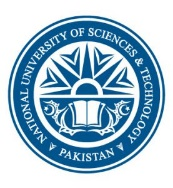 NATIONAL UNIVERSITY OF SCIENCES & TECHNOLOGY
PAKISTAN